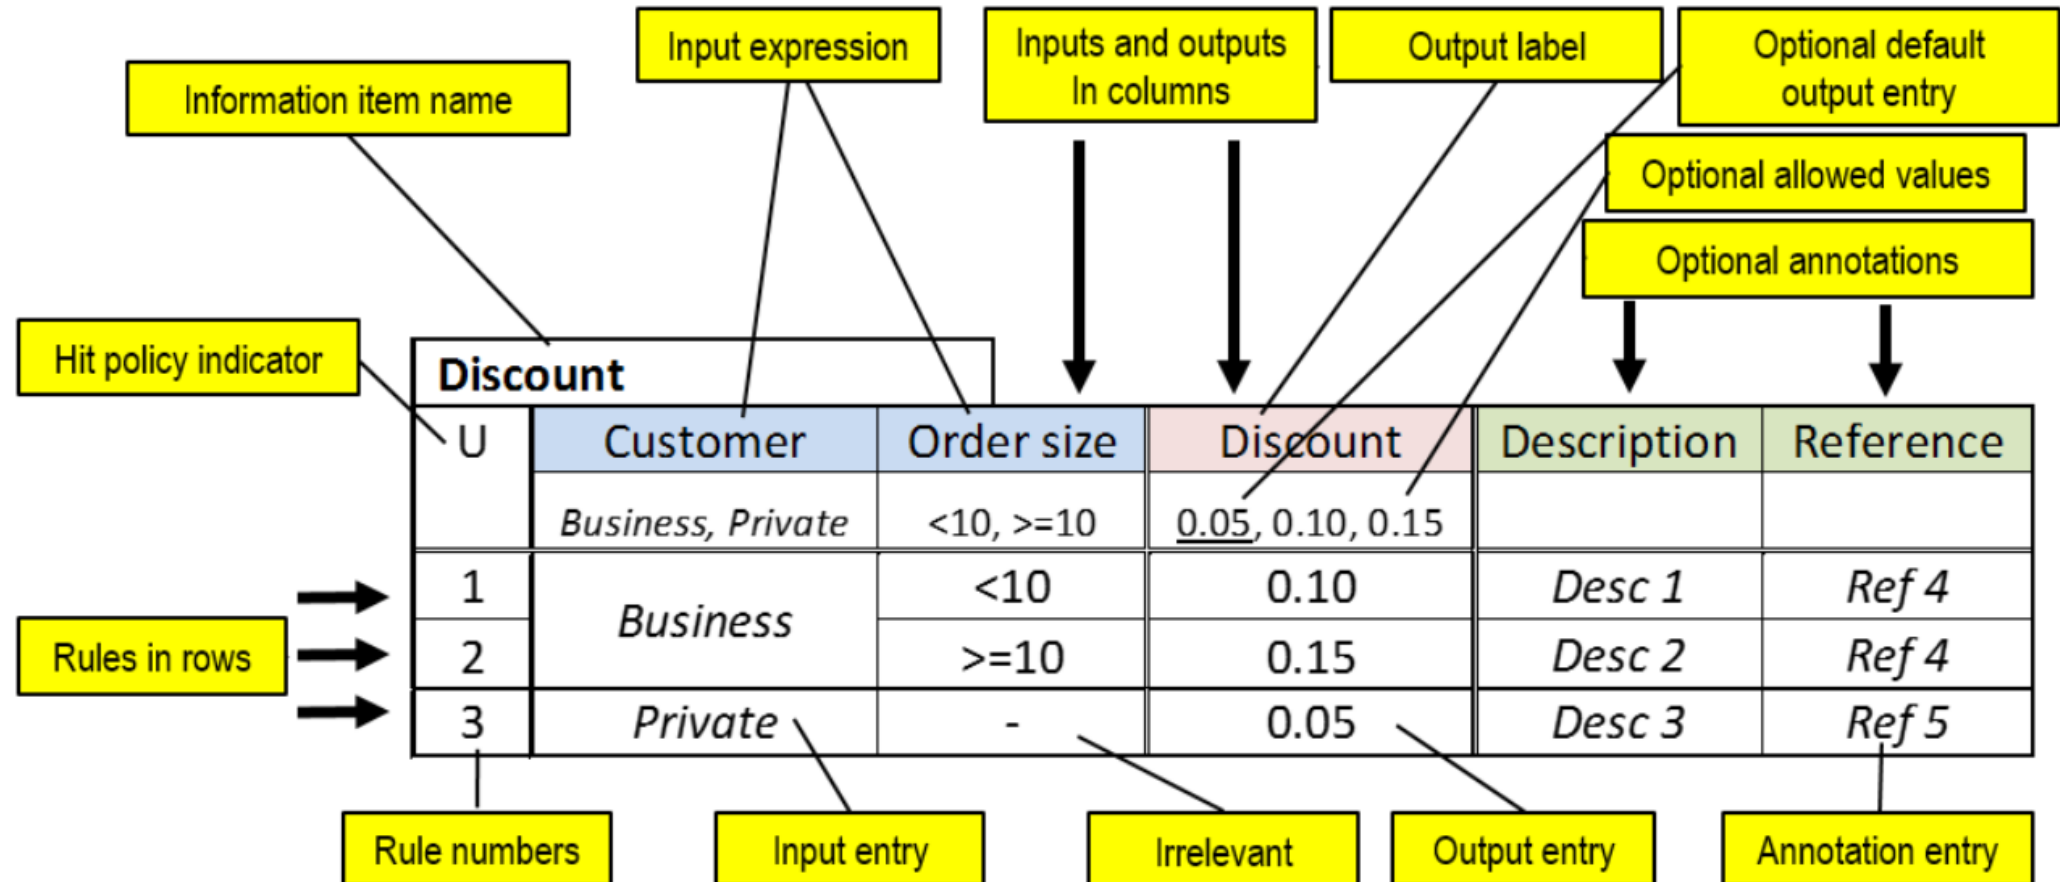 Input expression
Inputs and outputs
In columns
Output label
Optional default
output entry
Information item name
Optional allowed values
Optional annotations
Hit policy indicator
Discount
U Customer Order size Discount Description Reference
Business, Private <10, >=10 0.05, 0.10, 0.15
1 Business <10 0.10 Desc 1 Ref 4
2 >=10 0.15 Desc 2 Ref 4
Rules in rows
3 Private - 0.05 Desc 3 Ref 5
Rule numbers
Input entry
Irrelevant
Output entry
Annotation entry